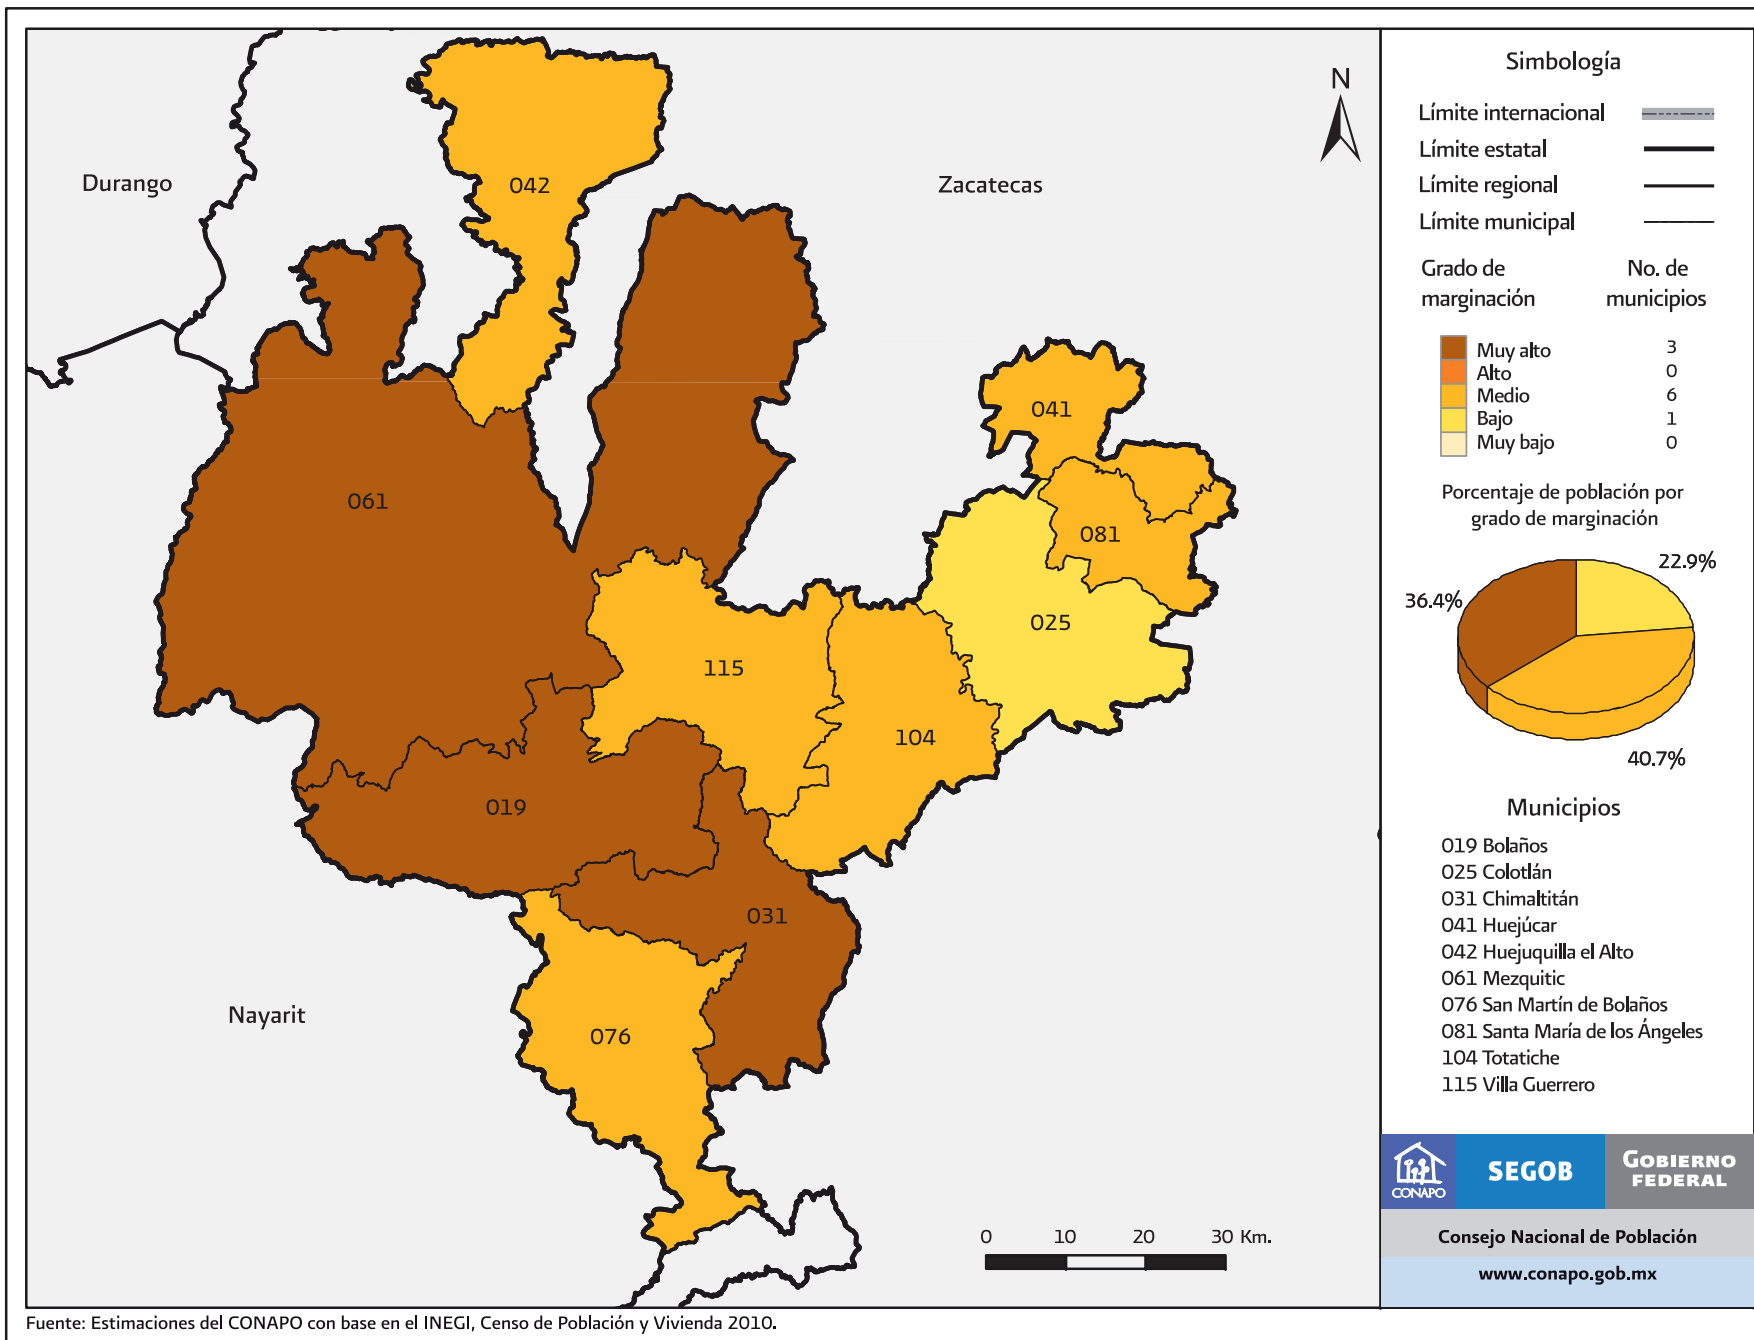 Durango
Zacatecas
Nayarit
N
042
061
041
081
025
115
104
019
031
076
0 10 20 30 Km.
Simbología
Límite internacional
Límite estatal
Límite regional
Límite municipal
Grado de marginación
No. de municipios
Muy alto 3
Alto 0
Medio 6
Bajo 1
Muy bajo 0
Porcentaje de población por
grado de marginación
22.9%
36.4%
40.7%
Municipios
019 Bolaños
025 Colotlán
031 Chimaltitán
041 Huejúcar
042 Huejuquilla el Alto
061 Mezquitic
076 San Martín de Bolaños
081 Santa María de los Ángeles
104 Totatiche
115 Villa Guerrero
CONAPO
SEGOB
GOBIERNO
FEDERAL
Consejo Nacional de Población
www.conapo.gob.mx
Fuente: Estimaciones del CONAPO con base en el INEGI, Censo de Población y Vivienda 2010.